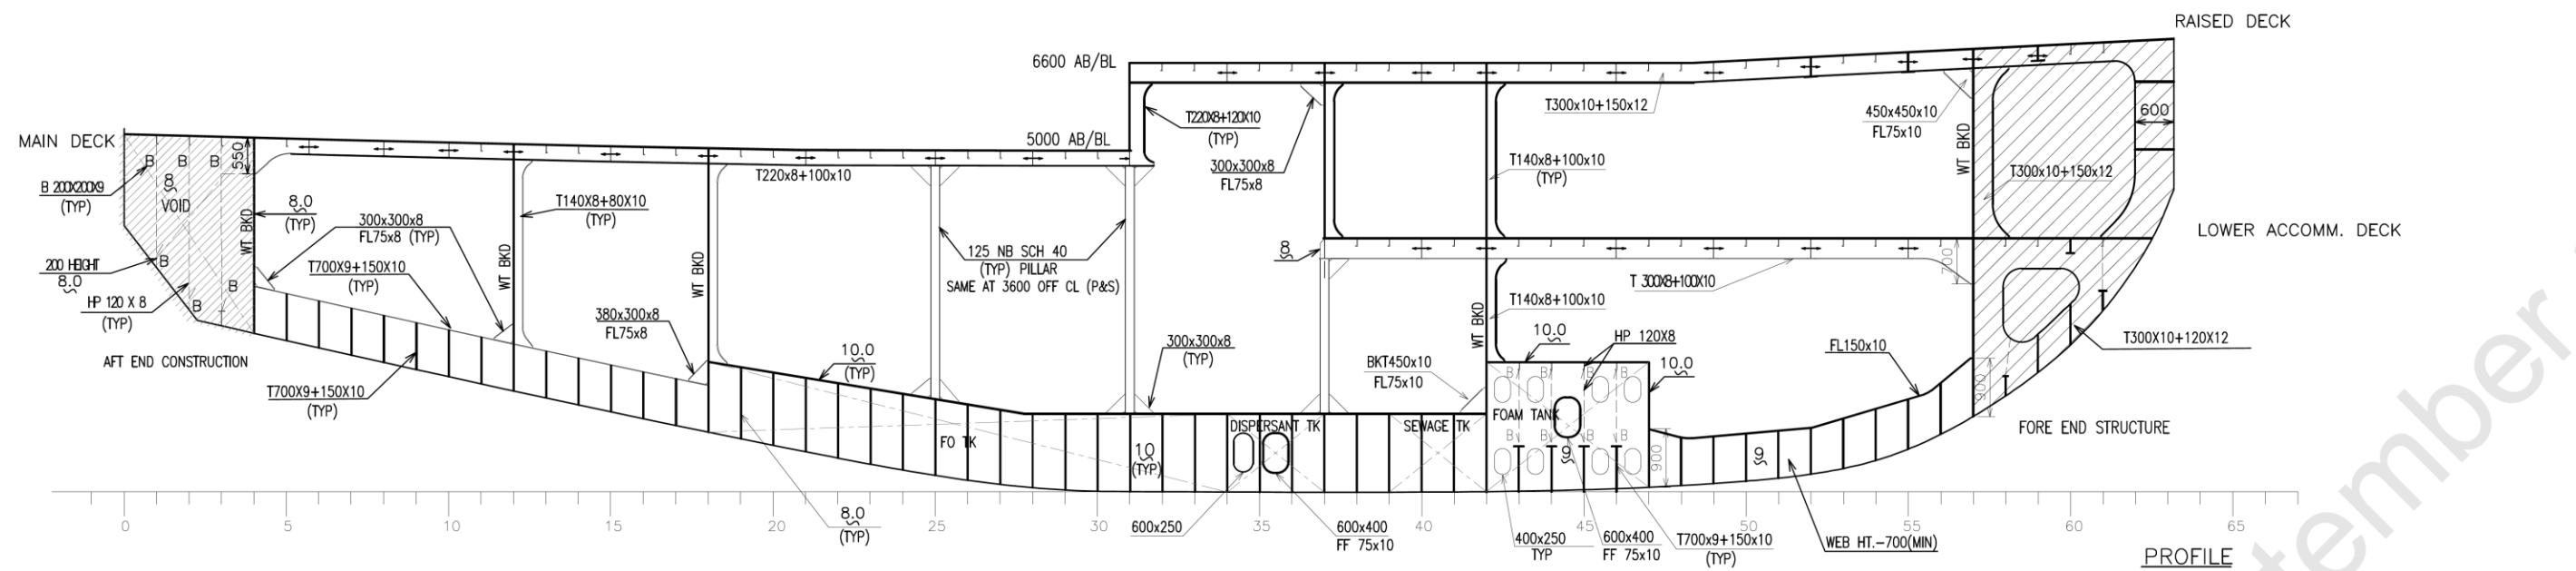 RAISED DECK
6600 AB/BL
MAIN DECK
5000 AB/BL
550
B
B
B
B 200X200X9
(TYP)
8
VOID
WT BKD
8.0
(TYP)
300x300x8
FL75x8 (TYP)
T140X8+80X10
(TYP)
WT BKD
WT BKD
T220x8+100x10
T220X8+120X10
(TYP)
300x300x8
FL75x8
T300x10+150x12
T140x8+100x10
(TYP)
450x450x10
FL75x10
WT BKD
600
T300x10+150x12
LOWER ACCOMM. DECK
200 HEIGHT
8.0
B
B
B
HP 120 X 8
(TYP)
T700X9+150X10
(TYP)
125 NB SCH 40
(TYP) PILLAR
SAME AT 3600 OFF CL (P&S)
8
700
T 300X8+100X10
380x300x8
FL75x8
T140x8+100x10
WT BKD
10.0
HP 120X8
AFT END CONSTRUCTION
10.0
(TYP)
300x300x8
(TYP)
BKT450x10
FL75x10
10.0
FL150x10
T300X10+120X12
T700X9+150X10
(TYP)
B
B
B
B
900
FOAM TANK
FO TK
DISPERSANT TK
SEWAGE TK
FORE END STRUCTURE
10
(TYP)
B
B
B
B
9
900
9
0
5
10
15
20
25
30
35
40
45
50
55
60
65
8.0
(TYP)
600x250
600x400
FF 75x10
400x250
TYP
600x400
FF 75x10
T700x9+150x10
(TYP)
WEB HT.-700(MIN)
PROFILE
tember